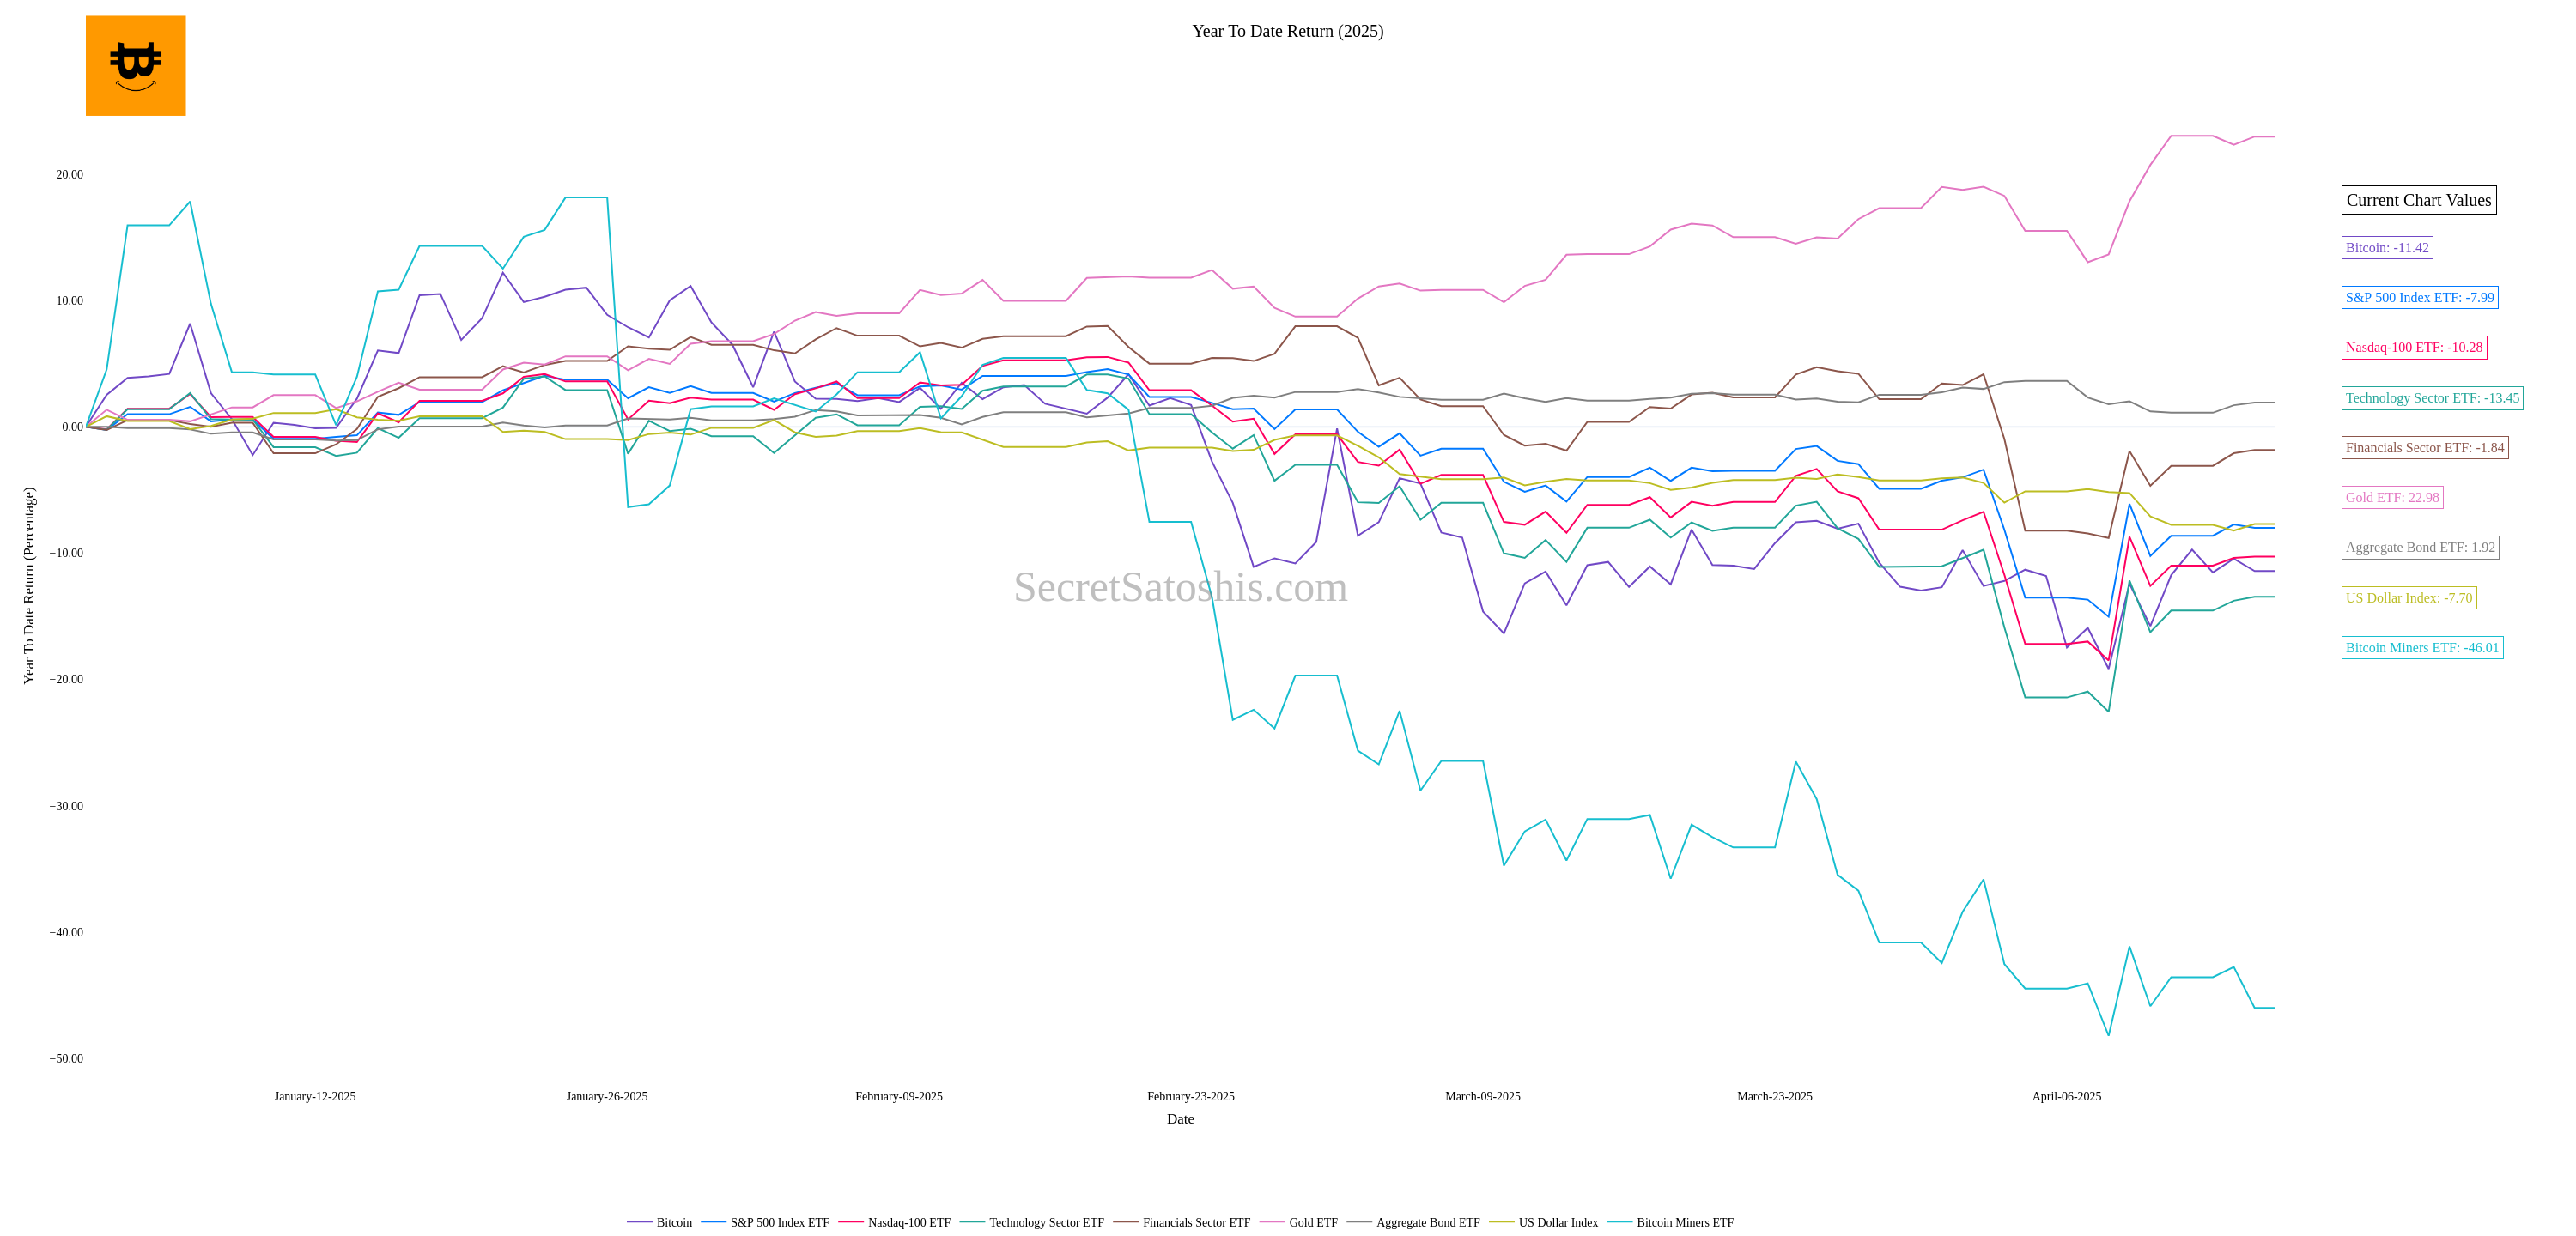 Year To Date Return (2025)
20.00
10.00
0.00
−10.00
−20.00
−30.00
−40.00
−50.00
Year To Date Return (Percentage)
SecretSatoshis.com
Current Chart Values
Bitcoin: -11.42
S&P 500 Index ETF: -7.99
Nasdaq-100 ETF: -10.28
Technology Sector ETF: -13.45
Financials Sector ETF: -1.84
Gold ETF: 22.98
Aggregate Bond ETF: 1.92
US Dollar Index: -7.70
Bitcoin Miners ETF: -46.01
January-12-2025 January-26-2025 February-09-2025 February-23-2025 March-09-2025 March-23-2025 April-06-2025
Date
Bitcoin S&P 500 Index ETF Nasdaq-100 ETF Technology Sector ETF Financials Sector ETF Gold ETF Aggregate Bond ETF US Dollar Index Bitcoin Miners ETF